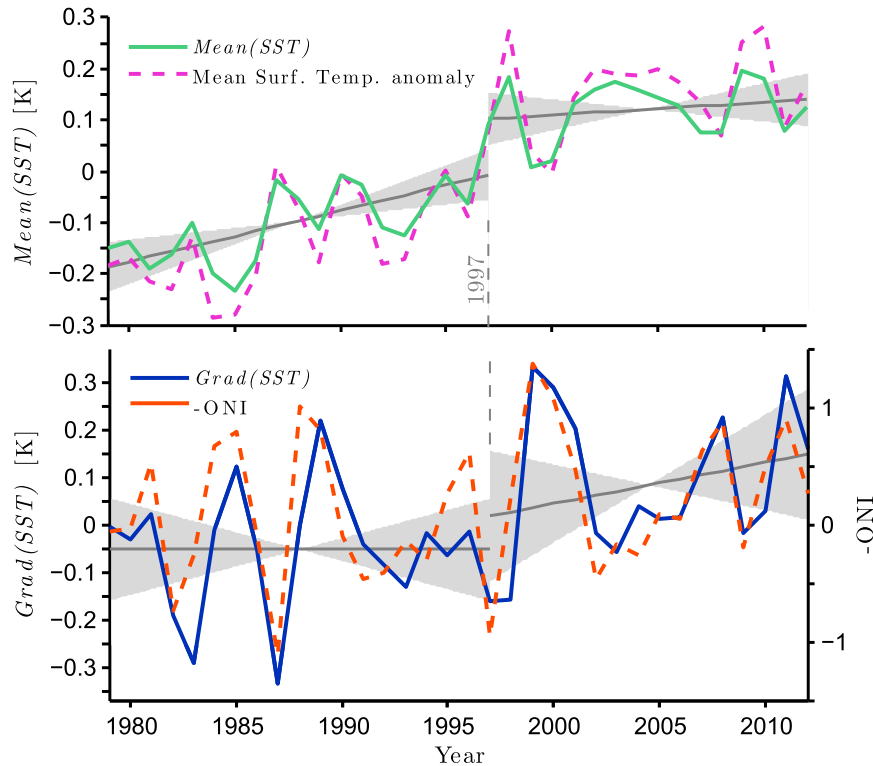 0.3
0.2
0.1
0
−0.1
−0.2
−0.3
Mean(SST) [K]
Mean(SST)
Mean Surf. Temp. anomaly
1997
0.3
0.2
0.1
0
−0.1
−0.2
−0.3
Grad(SST) [K]
Grad(SST)
-ONI
1
0
−1
-ONI
1980 1985 1990 1995 2000 2005 2010
Year